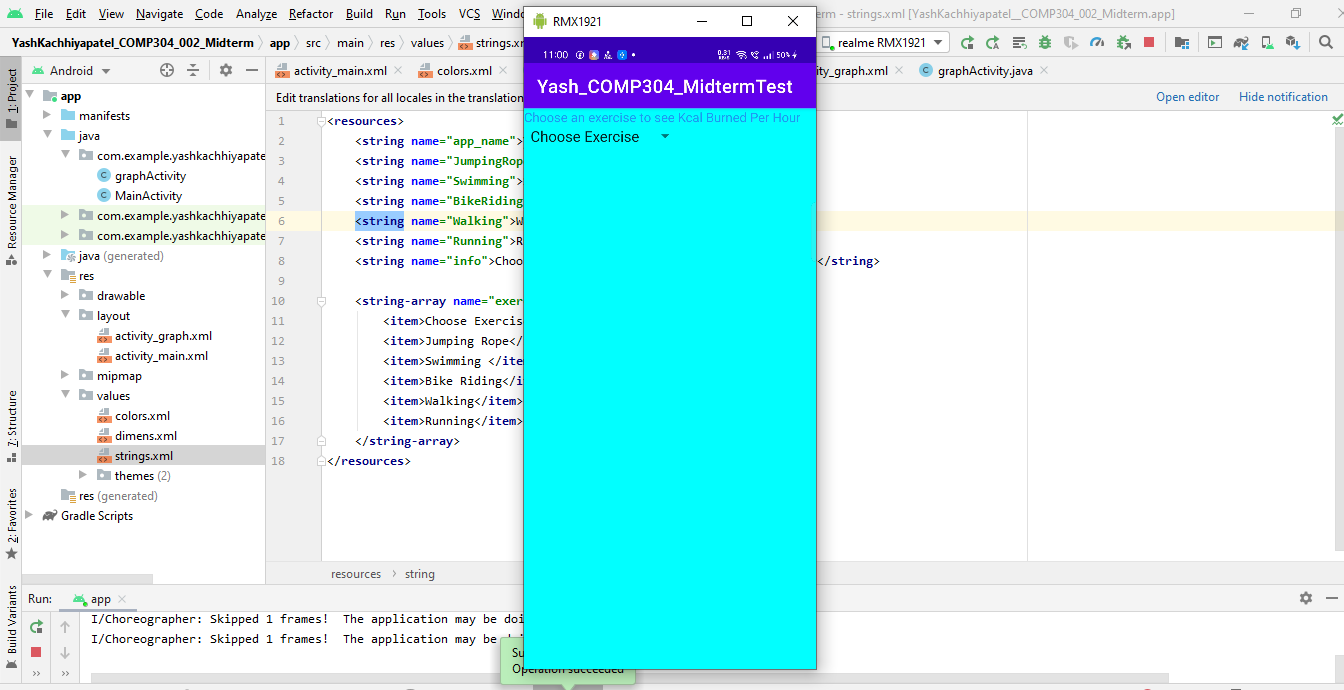 File Edit View Navigate Code Analyze Refactor Build Run Tools VCS
RMX1921
strings.xml [YashKachhiyapatel__COMP304_002_Midterm.app]
YashKachhiyapatel_COMP304_002_Midterm app src main res values
realme RMX1921
11:00 50%
Android
activity_main.xml colors.xml
graphActivity.java
Yash_COMP304_MidtermTest
Edit translations for all locales in the translation
Open editor Hide notification
1: Project
Resource Manager
7: Structure
2: Favorites
Build Variants
app
manifests
java
com.example.yashkachhiyapate
graphActivity
MainActivity
com.example.yashkachhiyapate
com.example.yashkachhiyapate
java (generated)
res
drawable
layout
activity_graph.xml
activity_main.xml
mipmap
values
colors.xml
dimens.xml
strings.xml
themes (2)
res (generated)
Gradle Scripts
1 <resources>
2 <string name="app_name">
3 <string name="JumpingRop
4 <string name="Swimming">
5 <string name="BikeRiding
6 <string name="Walking">W
7 <string name="Running">R
8 <string name="info">Choo </string>
9
10 <string-array name="exer
11 <item>Choose Exercis
12 <item>Jumping Rope</
13 <item>Swimming </ite
14 <item>Bike Riding</i
15 <item>Walking</item>
16 <item>Running</item>
17 </string-array>
18 </resources>
Choose an exercise to see Kcal Burned Per Hour
Choose Exercise
resources string
Run: app
I/Choreographer: Skipped 1 frames! The application may be doi
I/Choreographer: Skipped 1 frames! The application may be
Operation succeeded